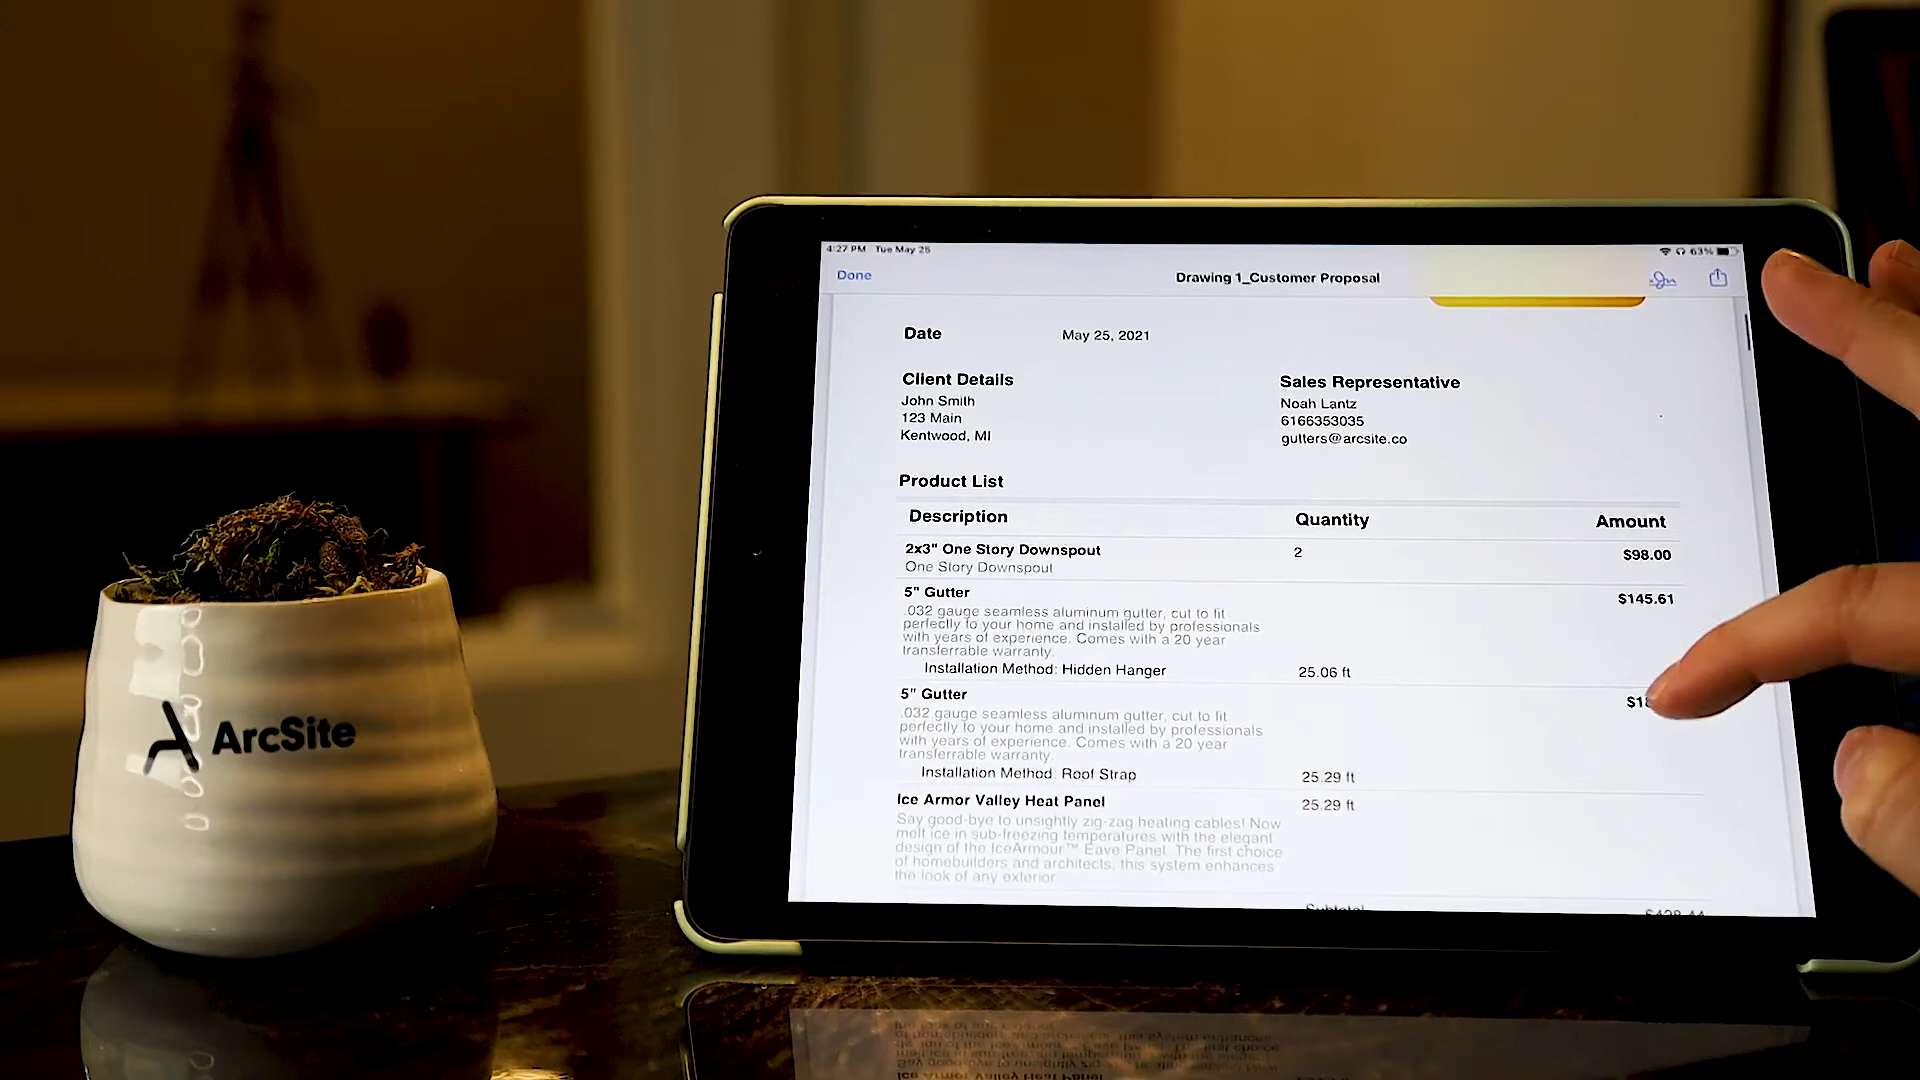 4:27 PM Tue May 25
63%
Done
Drawing 1_Customer Proposal
Date
May 25, 2021
Client Details
John Smith
123 Main
Kentwood, MI
Sales Representative
Noah Lantz
6166353035
gutters@arcsite.co
Product List
Description Quantity Amount
2x3" One Story Downspout 2 $98.00
One Story Downspout
5" Gutter $145.61
.032 gauge seamless aluminum gutter, cut to fit
perfectly to your home and installed by professionals
with years of experience. Comes with a 20 year
transferrable warranty.
Installation Method: Hidden Hanger 25.06 ft
5" Gutter
.032 gauge seamless aluminum gutter, cut to fit
perfectly to your home and installed by professionals
with years of experience. Comes with a 20 year
transferrable warranty.
Installation Method: Roof Strap 25.29 ft
Ice Armor Valley Heat Panel 25.29 ft
Say good-bye to unsightly zig-zag heating cables! Now
melt ice in sub-freezing temperatures with the elegant
design of the IceArmour™ Eave Panel. The first choice
of homebuilders and architects, this system enhances
the look of any exterior
Subtotal
ArcSite